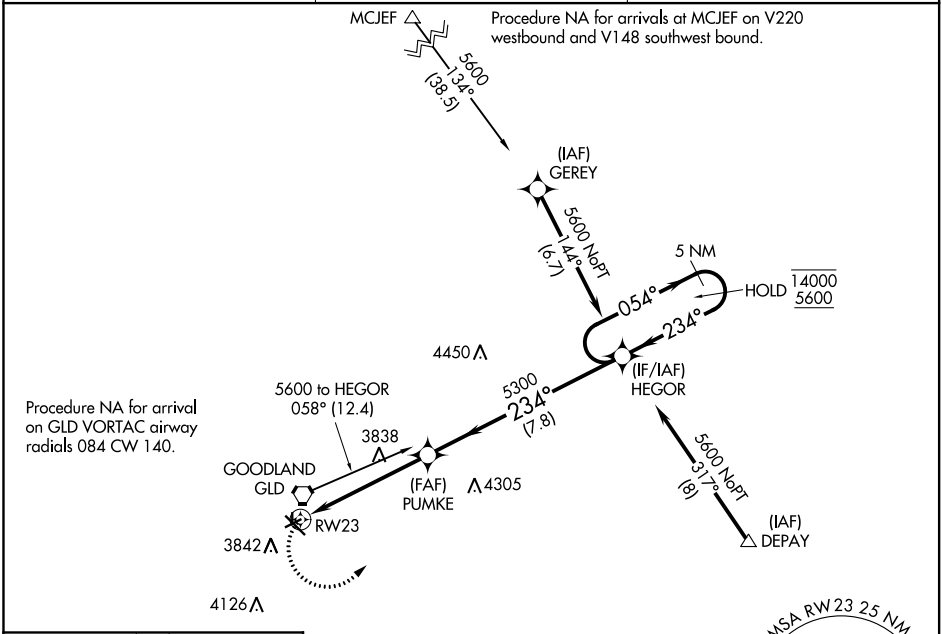 MCJEF
Procedure NA for arrivals at MCJEF on V220
westbound and V148 southwest bound.
5600
134°
(38.5)
(IAF)
GEREY
5600 NoPT
144°
(6.7)
5 NM
HOLD
14000
5600
054°
234°
(IF/IAF)
HEGOR
4450
5300
234°
(7.8)
5600 to HEGOR
058° (12.4)
Procedure NA for arrival
on GLD VORTAC airway
radials 084 CW 140.
3838
GOODLAND
GLD
(FAF)
PUMKE
4305
5600 NoPT
317°
(8)
(IAF)
DEPAY
RW23
3842
4126
MSA RW 23 25 NM